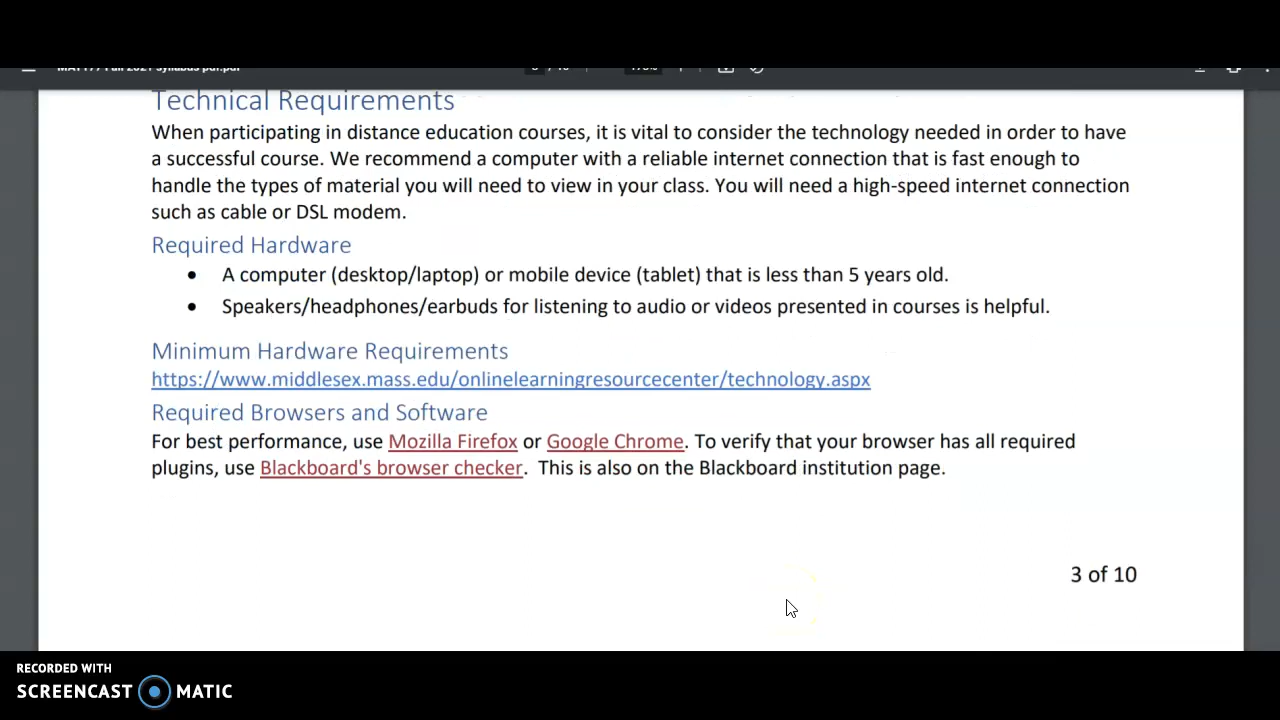 Technical Requirements
When participating in distance education courses, it is vital to consider the technology needed in order to have
a successful course. We recommend a computer with a reliable internet connection that is fast enough to
handle the types of material you will need to view in your class. You will need a high-speed internet connection
such as cable or DSL modem.
Required Hardware
• A computer (desktop/laptop) or mobile device (tablet) that is less than 5 years old.
• Speakers/headphones/earbuds for listening to audio or videos presented in courses is helpful.
Minimum Hardware Requirements
https://www.middlesex.mass.edu/onlinelearningresourcecenter/technology.aspx
Required Browsers and Software
For best performance, use Mozilla Firefox or Google Chrome. To verify that your browser has all required
plugins, use Blackboard's browser checker. This is also on the Blackboard institution page.
3 of 10
RECORDED WITH
SCREENCAST MATIC